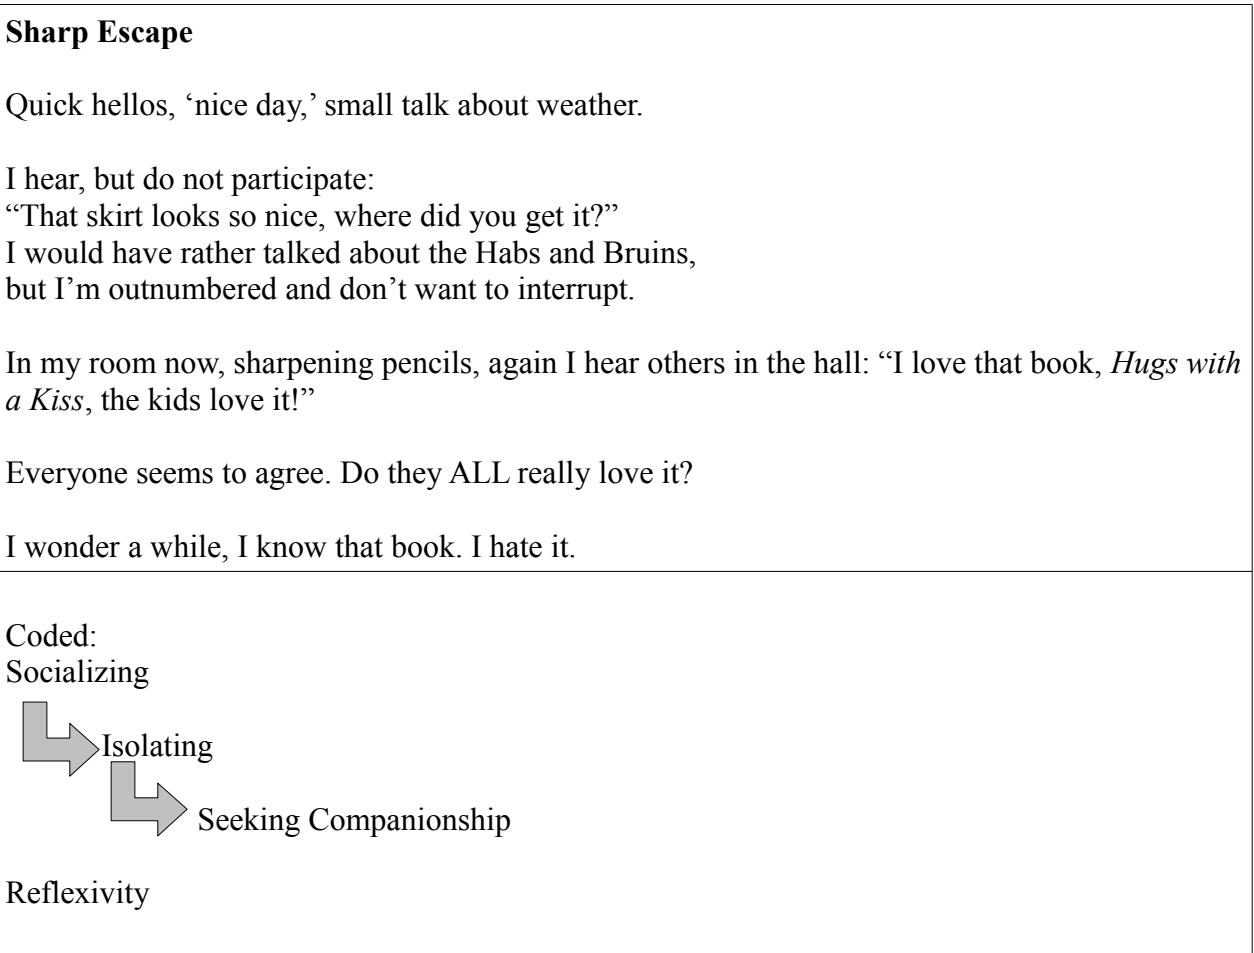 Sharp Escape
Quick hellos, ‘nice day,’ small talk about weather.
I hear, but do not participate:
“That skirt looks so nice, where did you get it?”
I would have rather talked about the Habs and Bruins,
but I’m outnumbered and don’t want to interrupt.
In my room now, sharpening pencils, again I hear others in the hall: “I love that book, Hugs with
a Kiss, the kids love it!”
Everyone seems to agree. Do they ALL really love it?
I wonder a while, I know that book. I hate it.
Coded:
Socializing
Isolating
Seeking Companionship
Reflexivity